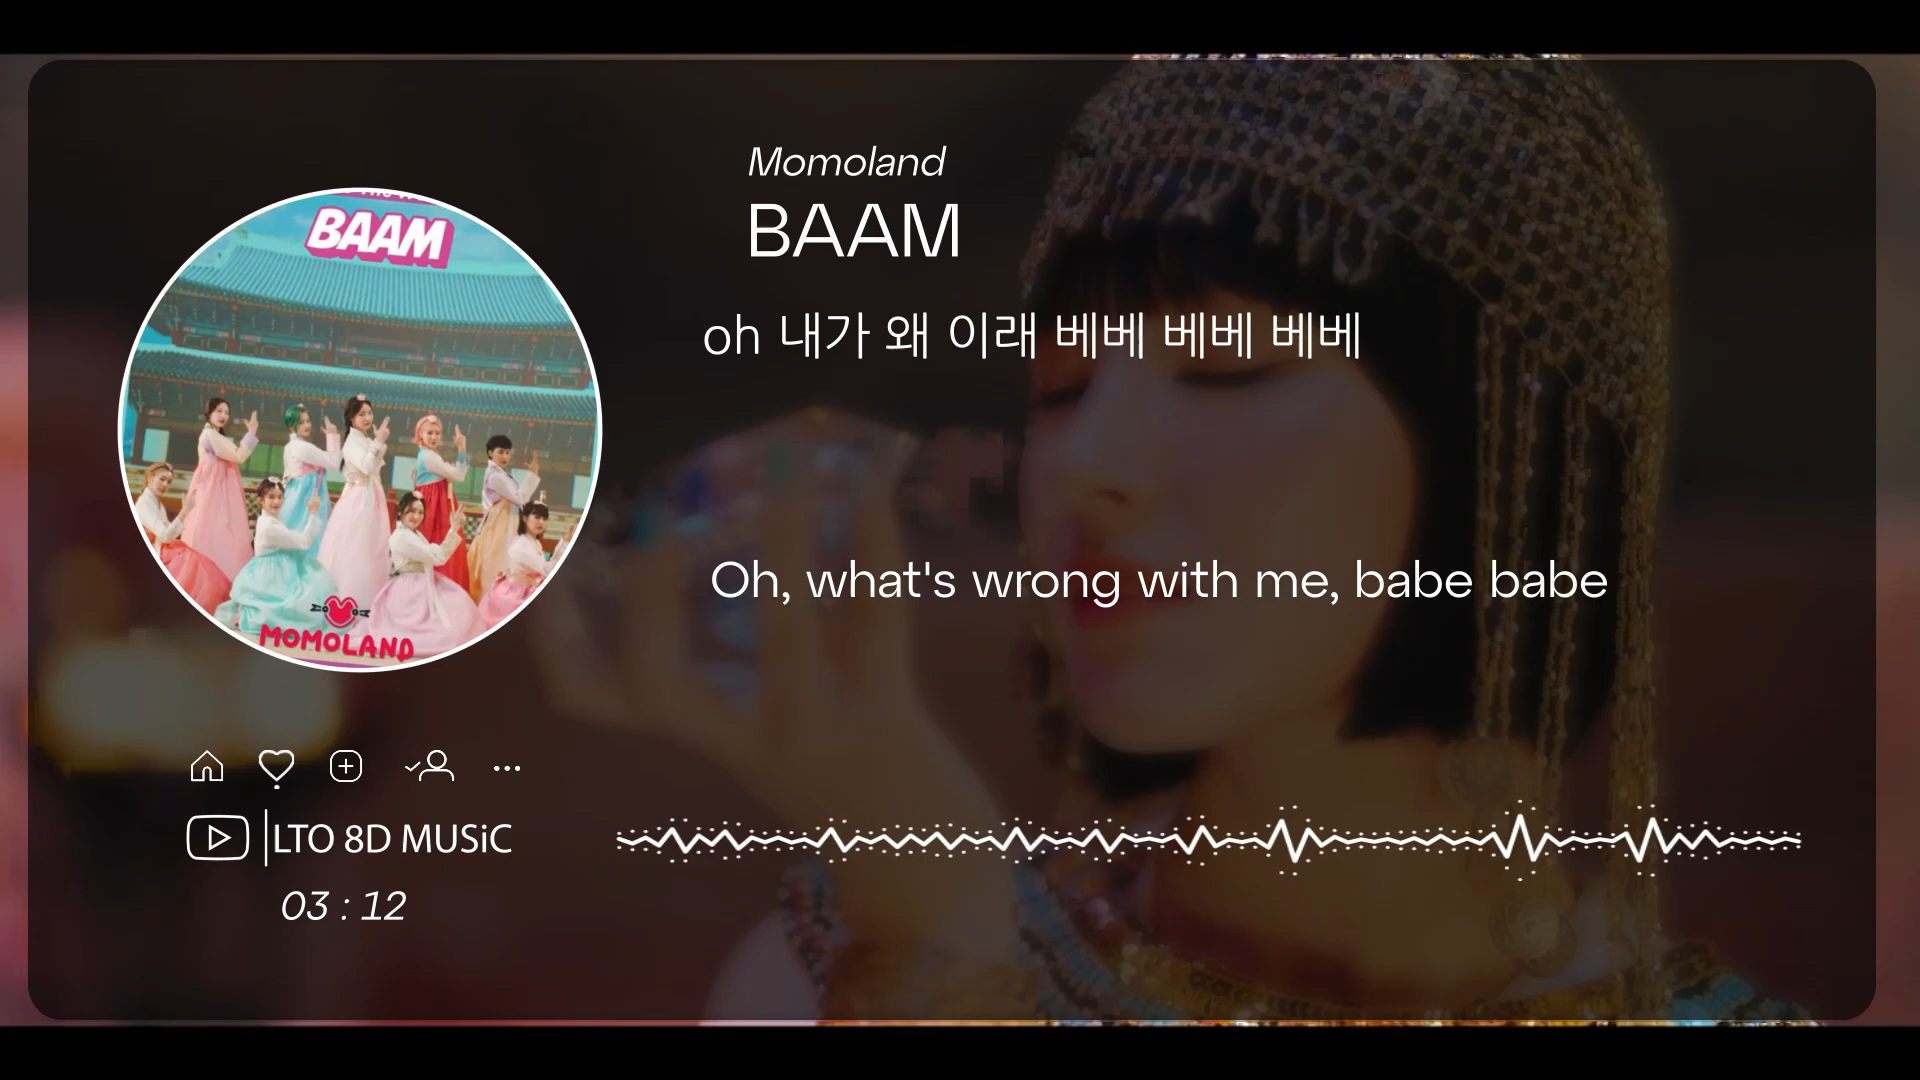 Momoland
BAAM
oh 내가 왜 이래 베베 베베 베베
Oh, what's wrong with me, babe babe
BAAM
MOMOLAND
LTO 8D MUSiC
03 : 12